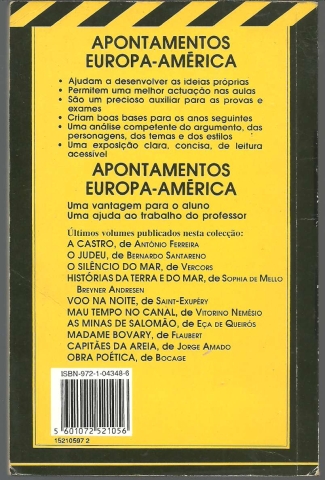 APONTAMENTOS
EUROPA-AMÉRICA
• Ajudam a desenvolver as ideias próprias
• Permitem uma melhor actuação nas aulas
• São um precioso auxiliar para as provas e
exames
• Criam boas bases para os anos seguintes
• Uma análise competente do argumento, das
personagens, dos temas e dos estilos
• Uma exposição clara, concisa, de leitura
acessível
APONTAMENTOS
EUROPA-AMÉRICA
Uma vantagem para o aluno
Uma ajuda ao trabalho do professor
Últimos volumes publicados nesta colecção:
A CASTRO, de António Ferreira
O JUDEU, de Bernardo Santareno
O SILÊNCIO DO MAR, de Vercors
HISTÓRIAS DA TERRA E DO MAR, de Sophia de Mello
Breyner Andresen
VOO NA NOITE, de Saint-Exupéry
MAU TEMPO NO CANAL, de Vitorino Nemésio
AS MINAS DE SALOMÃO, de Eça de Queirós
MADAME BOVARY, de Flaubert
CAPITÃES DA AREIA, de Jorge Amado
OBRA POÉTICA, de Bocage
ISBN-972-1-04348-6
5 601072 521056
15210597 2